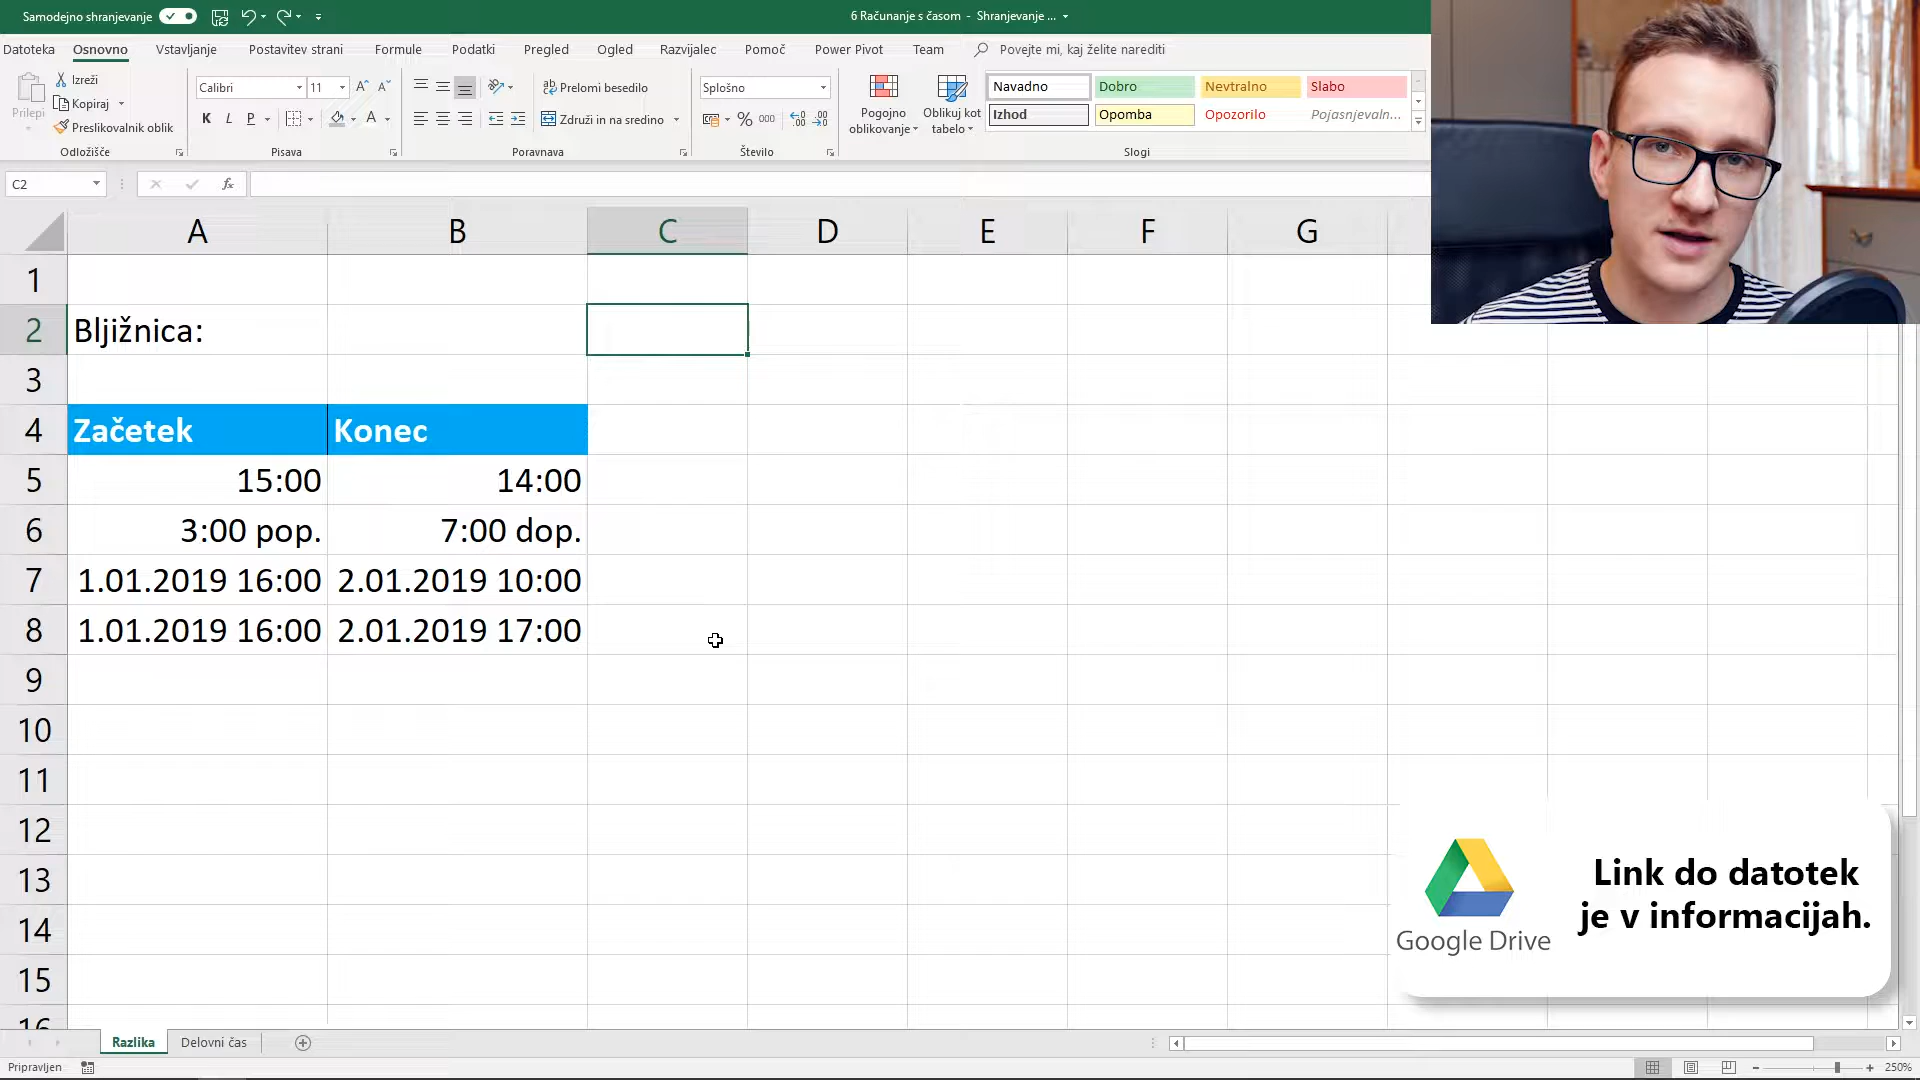 Samodejno shranjevanje
6 Računanje s časom - Shranjevanje ...
Datoteka Osnovno Vstavljanje Postavitev strani Formule Podatki Pregled Ogled Razvijalec Pomoč Power Pivot Team Povejte mi, kaj želite narediti
Prilepi
Izreži
Kopiraj
Preslikovalnik oblik
Odložišče
Calibri 11
K L P
Pisava
Prelomi besedilo
Združi in na sredino
Poravnava
Splošno
% 000
Število
Pogojno
oblikovanje
Oblikuj kot
tabelo
Navadno Dobro Nevtralno Slabo
Izhod Opomba Opozorilo Pojasnjevaln...
Slogi
C2 fx
A B C D E F G
1
2 Bljižnica:
3
4 Začetek Konec
5 15:00 14:00
6 3:00 pop. 7:00 dop.
7 1.01.2019 16:00 2.01.2019 10:00
8 1.01.2019 16:00 2.01.2019 17:00
9
10
11
12
13
14
15
16
Link do datotek
je v informacijah.
Google Drive
Razlika Delovni čas
Pripravljen 250%